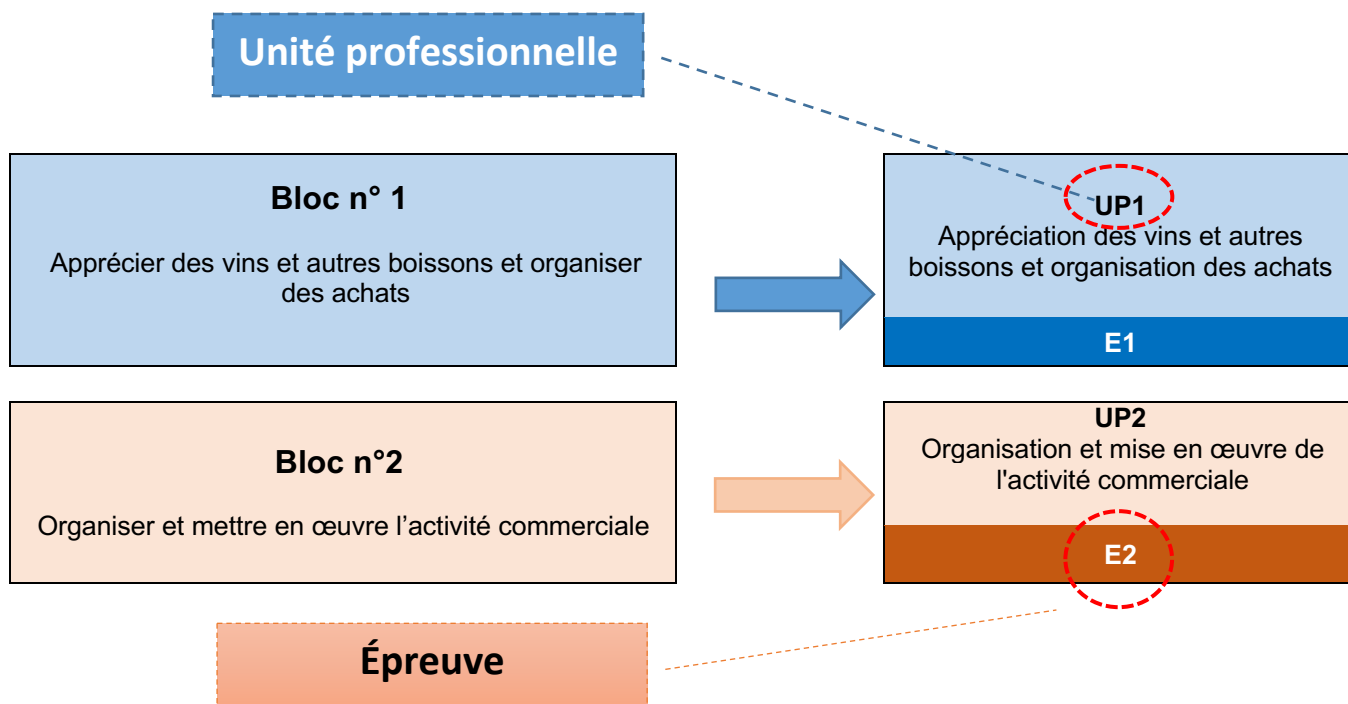 Unité professionnelle
Bloc n° 1
Apprécier des vins et autres boissons et organiser
des achats
UP1
Appréciation des vins et autres
boissons et organisation des achats
E1
Bloc n°2
Organiser et mettre en œuvre l’activité commerciale
UP2
Organisation et mise en œuvre de
l'activité commerciale
E2
Épreuve